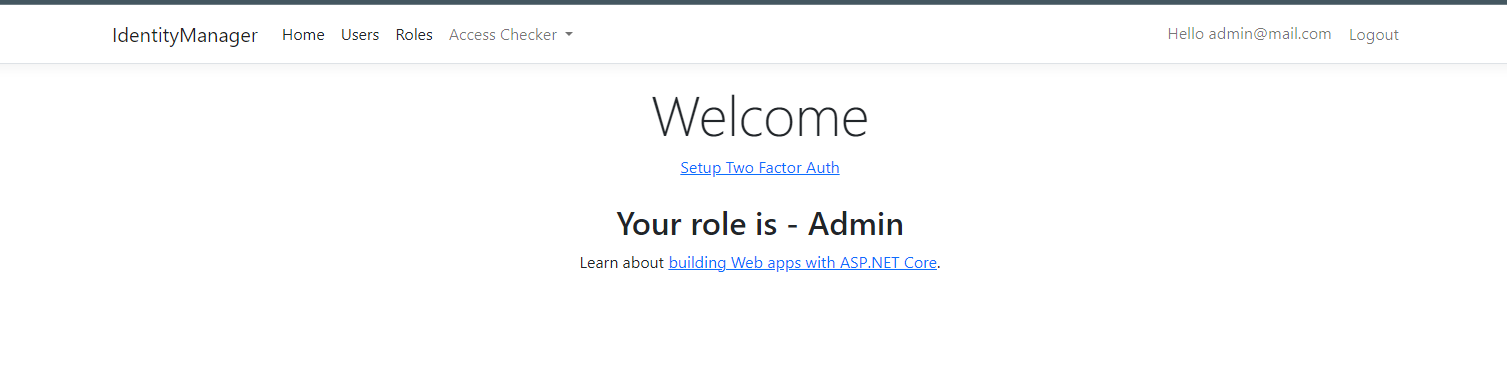 IdentityManager Home Users Roles Access Checker Hello admin@mail.com Logout
Welcome
Setup Two Factor Auth
Your role is - Admin
Learn about building Web apps with ASP.NET Core.